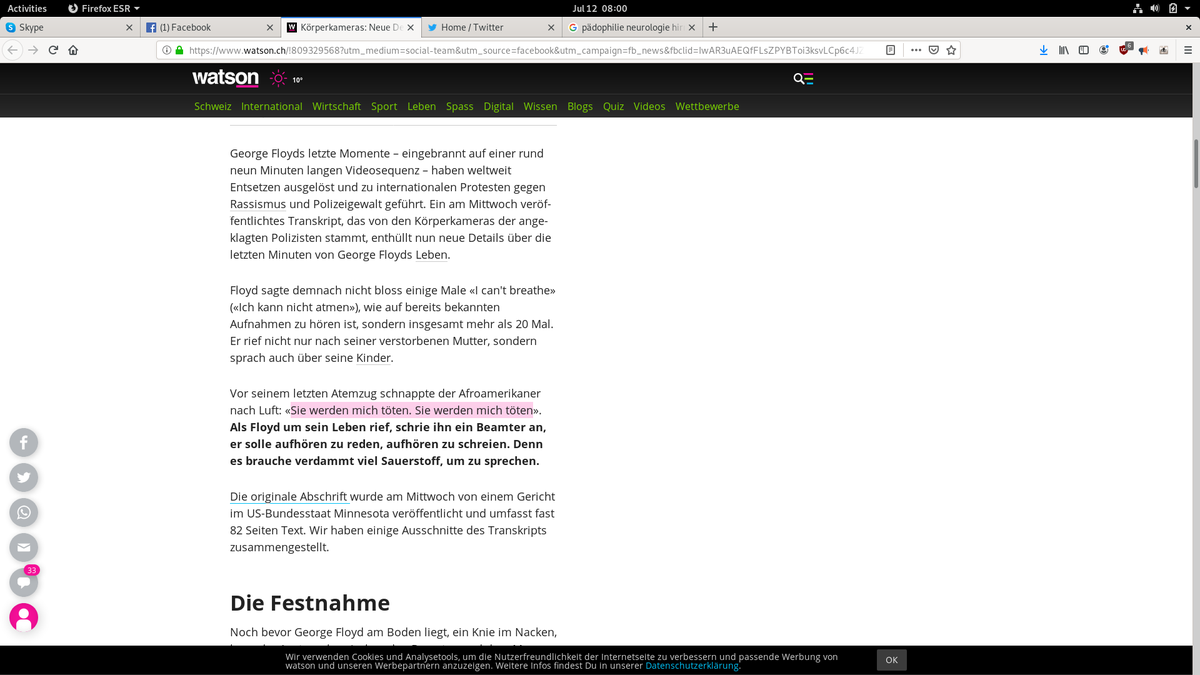 Activities
Firefox ESR
Jul 12 08:00
Skype
(1) Facebook
Körperkameras: Neue De
Home / Twitter
pädophilie neurologie hir
https://www.watson.ch/!809329568?utm_medium=social-team&utm_source=facebook&utm_campaign=fb_news&fbclid=IwAR3uAEQfFLsZPYBToi3ksvLCp6c4J
6
watson
10°
Schweiz International Wirtschaft Sport Leben Spass Digital Wissen Blogs Quiz Videos Wettbewerbe
George Floyds letzte Momente – eingebrannt auf einer rund
neun Minuten langen Videosequenz – haben weltweit
Entsetzen ausgelöst und zu internationalen Protesten gegen
Rassismus und Polizeigewalt geführt. Ein am Mittwoch veröf-
fentlichtes Transkript, das von den Körperkameras der ange-
klagten Polizisten stammt, enthüllt nun neue Details über die
letzten Minuten von George Floyds Leben.
Floyd sagte demnach nicht bloss einige Male «I can't breathe»
(«Ich kann nicht atmen»), wie auf bereits bekannten
Aufnahmen zu hören ist, sondern insgesamt mehr als 20 Mal.
Er rief nicht nur nach seiner verstorbenen Mutter, sondern
sprach auch über seine Kinder.
Vor seinem letzten Atemzug schnappte der Afroamerikaner
nach Luft: «Sie werden mich töten. Sie werden mich töten».
Als Floyd um sein Leben rief, schrie ihn ein Beamter an,
er solle aufhören zu reden, aufhören zu schreien. Denn
es brauche verdammt viel Sauerstoff, um zu sprechen.
Die originale Abschrift wurde am Mittwoch von einem Gericht
im US-Bundesstaat Minnesota veröffentlicht und umfasst fast
82 Seiten Text. Wir haben einige Ausschnitte des Transkripts
zusammengestellt.
33
Die Festnahme
Noch bevor George Floyd am Boden liegt, ein Knie im Nacken,
Wir verwenden Cookies und Analysetools, um die Nutzerfreundlichkeit der Internetseite zu verbessern und passende Werbung von
watson und unseren Werbepartnern anzuzeigen. Weitere Infos findest Du in unserer Datenschutzerklärung.
OK